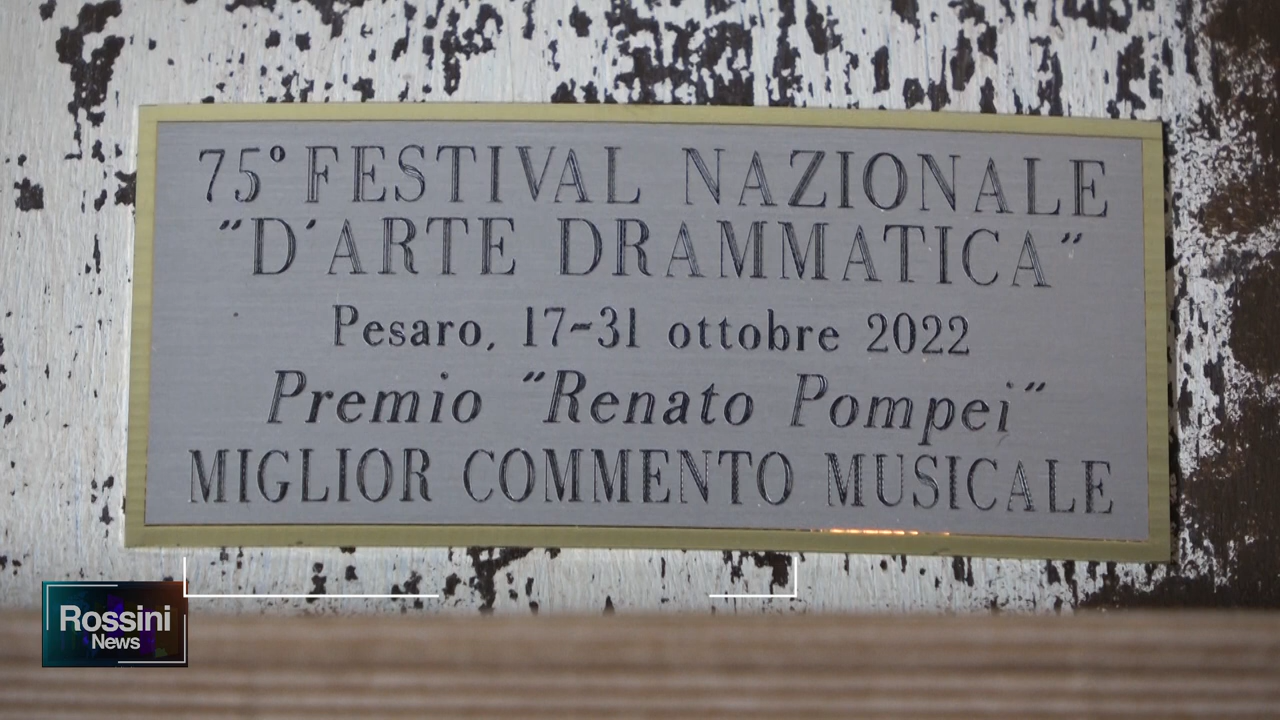 75° FESTIVAL NAZIONALE
"D'ARTE DRAMMATICA"
Pesaro, 17-31 ottobre 2022
Premio "Renato Pompei"
MIGLIOR COMMENTO MUSICALE
Rossini
News